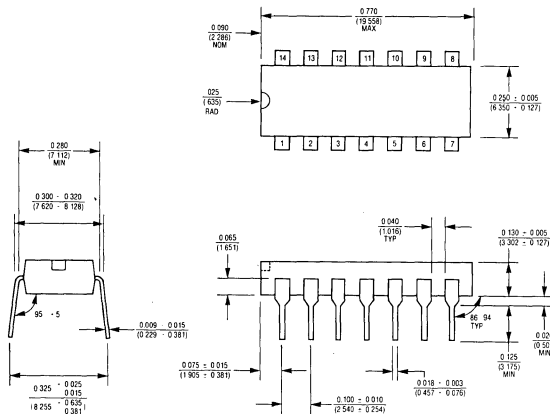 0.770
(19 558)
MAX
0.090
(2 286)
NOM
14 13 12 11 10 9 8
025
(635)
RAD
0.250 ± 0.005
(6 350 · 0.127)
1 2 3 4 5 6 7
0.280
(7 112)
MIN
0.300 - 0.320
(7 620 - 8 128)
0.040
(1.016)
TYP
0.130 ± 0.005
(3.302 ± 0.127)
0.065
(1 651)
95 · 5
0.009 - 0.015
(0 229 - 0.381)
86 94
TYP
0.02
(0 50
MIN
0.125
(3 175)
MIN
0.075 ± 0.015
(1 905 ± 0.381)
0.018 · 0.003
(0 457 · 0.076)
0.100 ± 0.010
(2 540 ± 0.254)
0.325 + 0.025
0.015
(8 255 + 0.635
0.381)